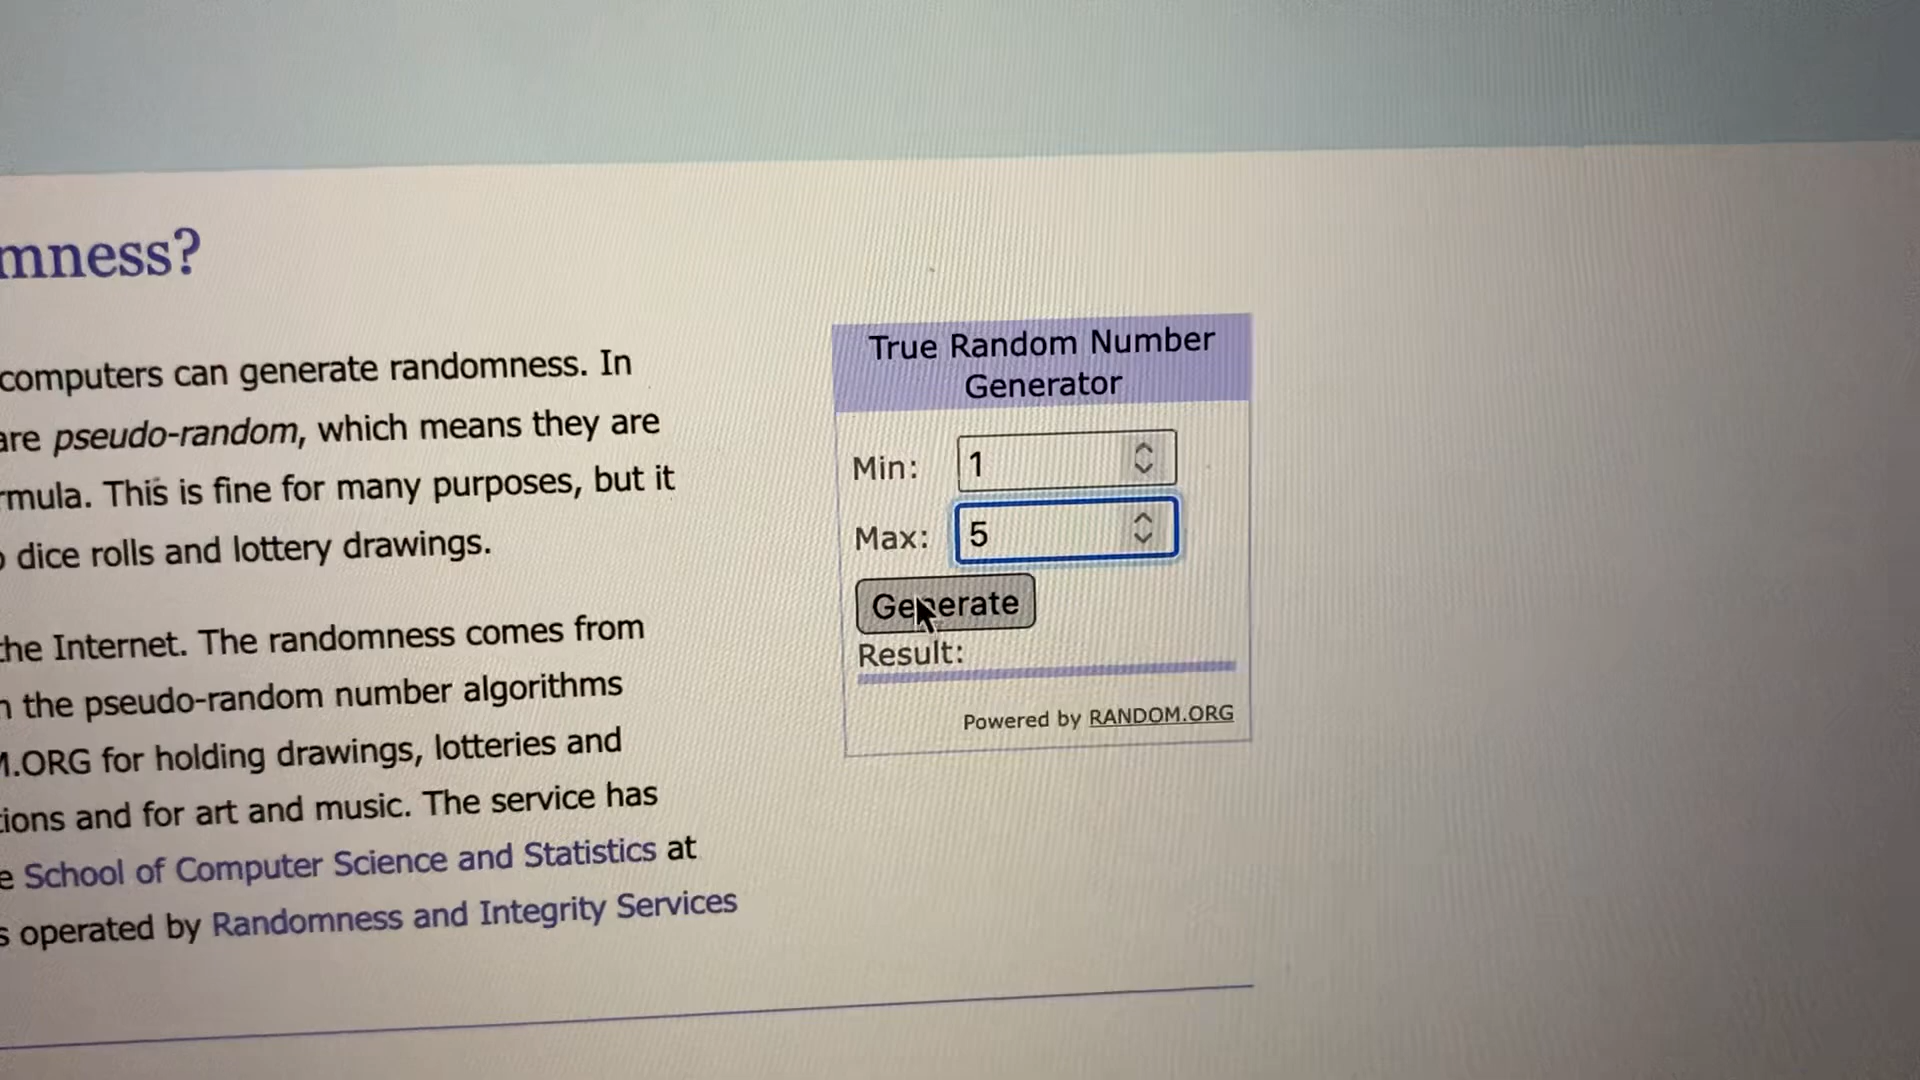 mness?
computers can generate randomness. In
are pseudo-random, which means they are
rmula. This is fine for many purposes, but it
dice rolls and lottery drawings.
the Internet. The randomness comes from
n the pseudo-random number algorithms
M.ORG for holding drawings, lotteries and
tions and for art and music. The service has
e School of Computer Science and Statistics at
s operated by Randomness and Integrity Services
True Random Number
Generator
Min: 1
Max: 5
Generate
Result:
Powered by RANDOM.ORG